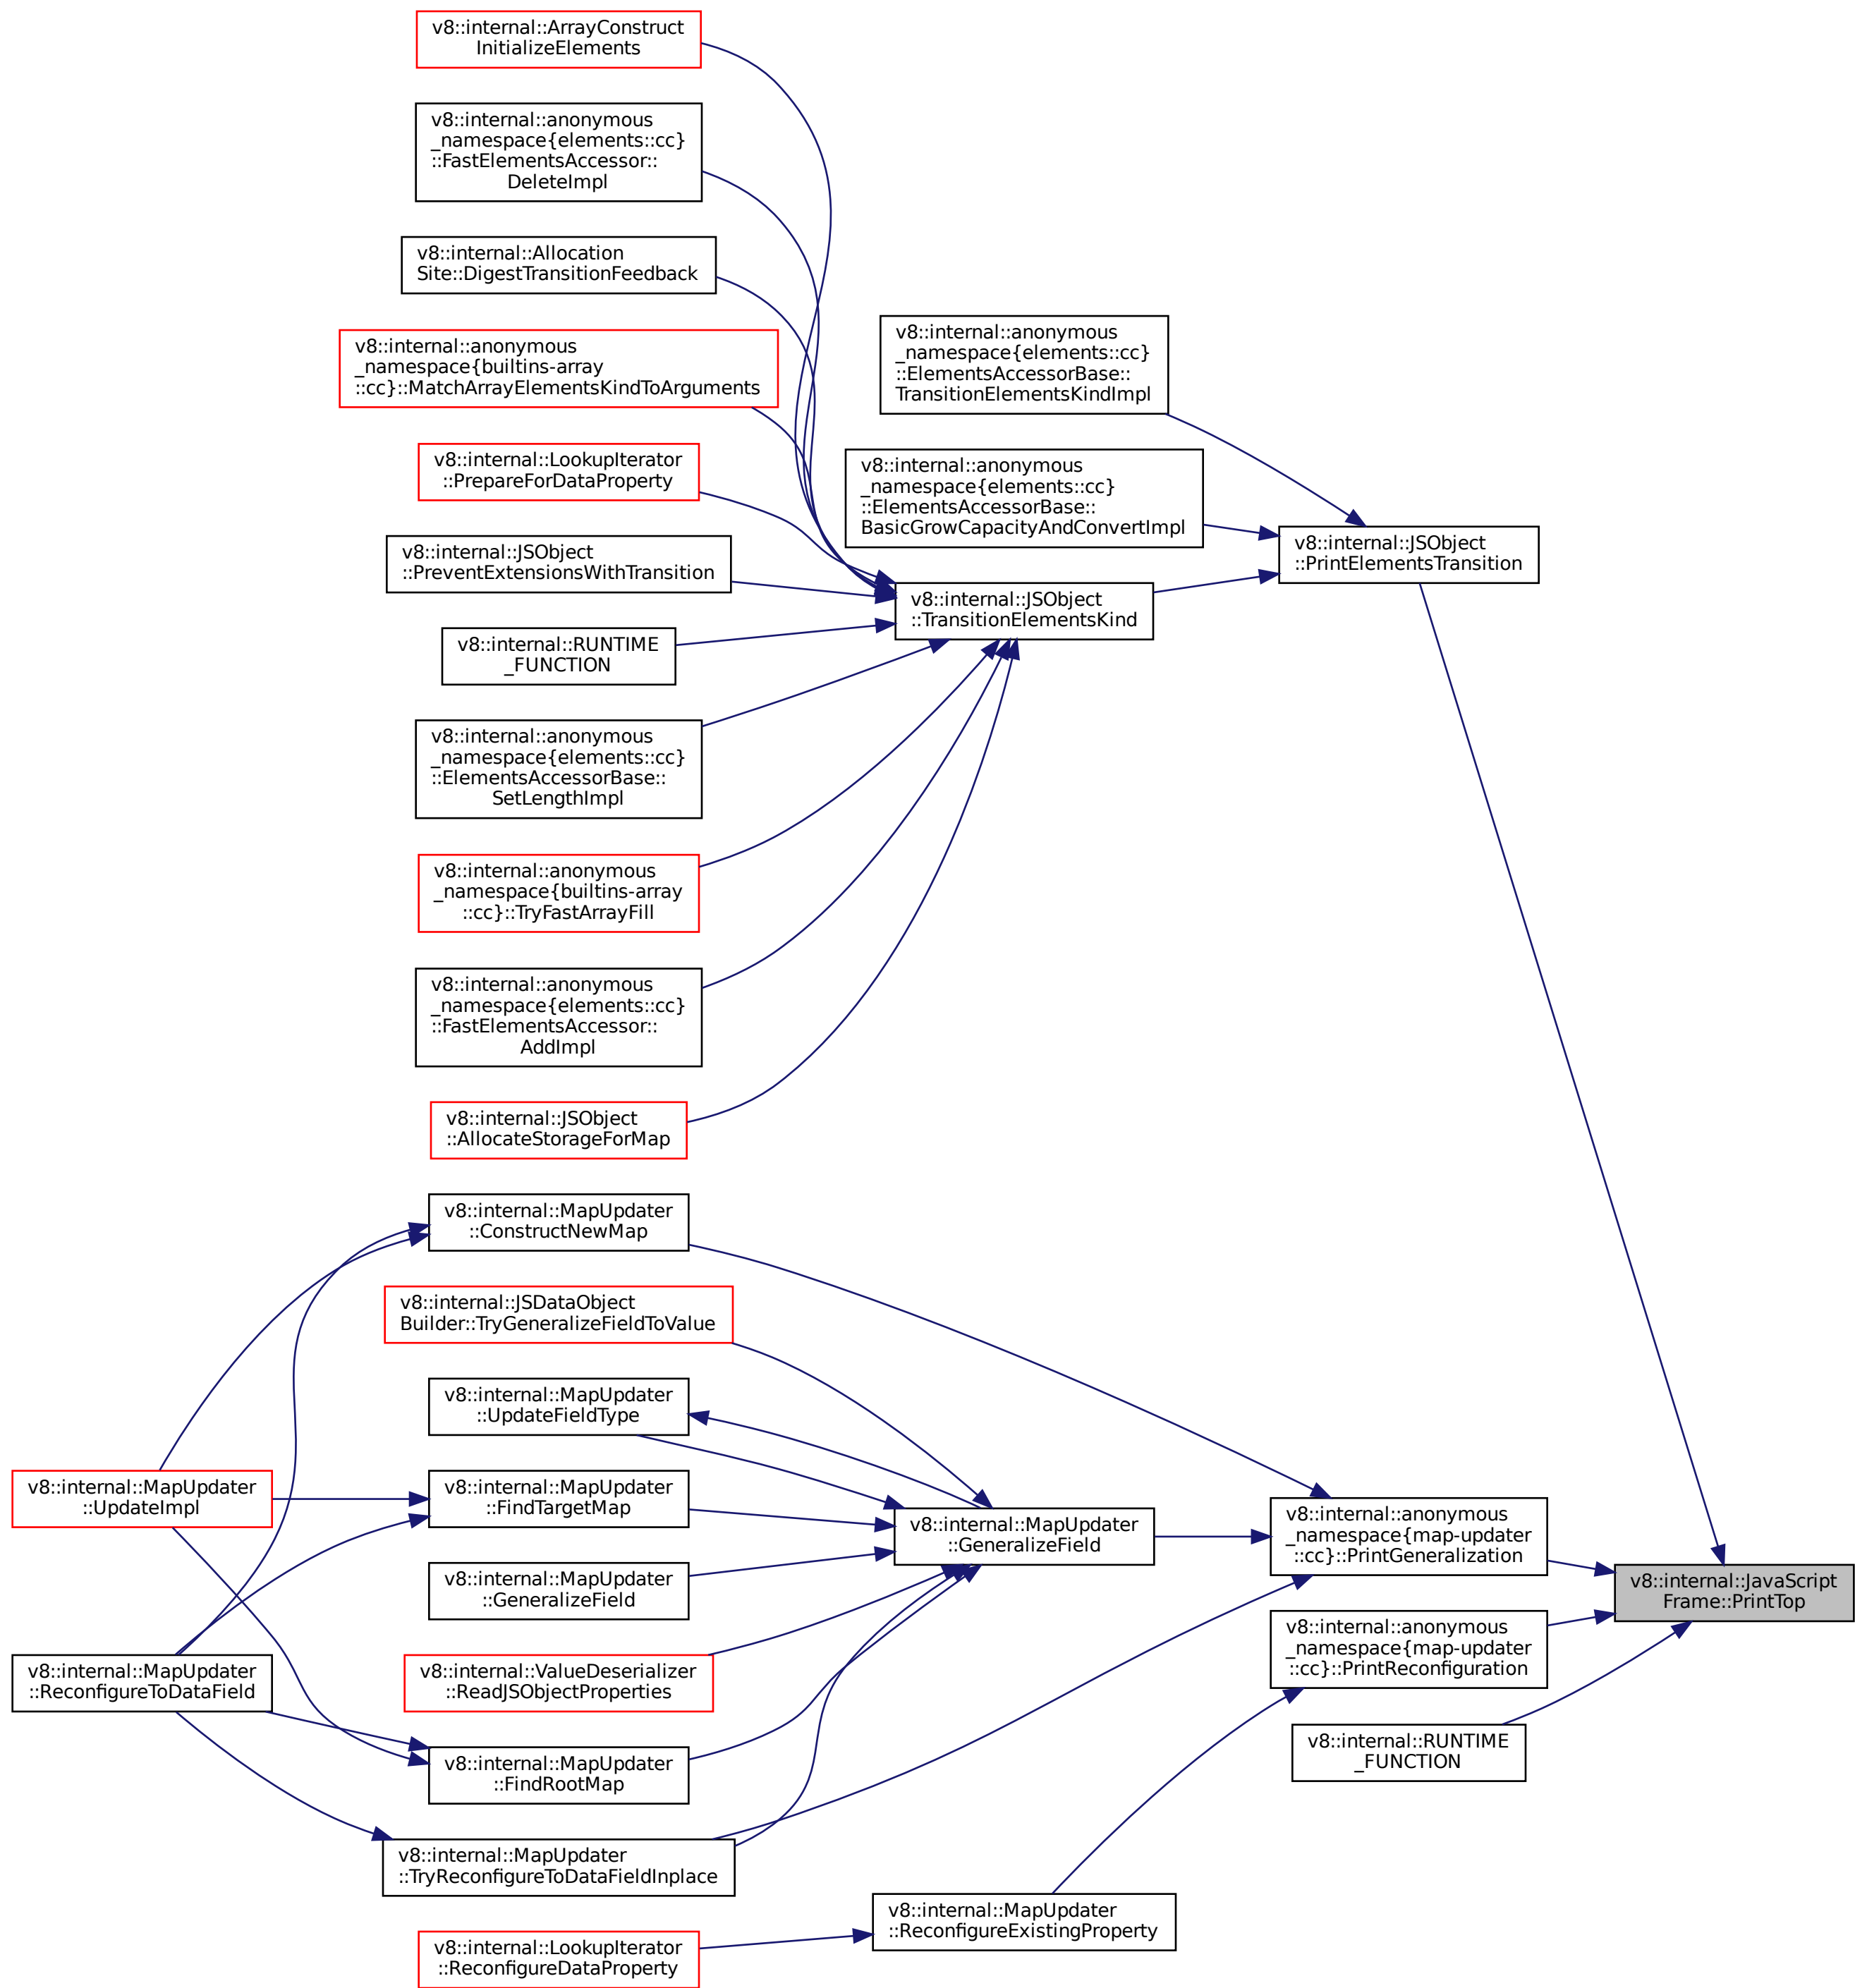 v8::internal::ArrayConstruct
InitializeElements
v8::internal::anonymous
_namespace{elements::cc}
::FastElementsAccessor::
DeleteImpl
v8::internal::Allocation
Site::DigestTransitionFeedback
v8::internal::anonymous
_namespace{builtins-array
::cc}::MatchArrayElementsKindToArguments
v8::internal::LookupIterator
::PrepareForDataProperty
v8::internal::JSObject
::PreventExtensionsWithTransition
v8::internal::RUNTIME
_FUNCTION
v8::internal::anonymous
_namespace{elements::cc}
::ElementsAccessorBase::
SetLengthImpl
v8::internal::anonymous
_namespace{builtins-array
::cc}::TryFastArrayFill
v8::internal::anonymous
_namespace{elements::cc}
::FastElementsAccessor::
AddImpl
v8::internal::JSObject
::AllocateStorageForMap
v8::internal::anonymous
_namespace{elements::cc}
::ElementsAccessorBase::
TransitionElementsKindImpl
v8::internal::anonymous
_namespace{elements::cc}
::ElementsAccessorBase::
BasicGrowCapacityAndConvertImpl
v8::internal::JSObject
::TransitionElementsKind
v8::internal::JSObject
::PrintElementsTransition
v8::internal::MapUpdater
::ConstructNewMap
v8::internal::JSDataObject
Builder::TryGeneralizeFieldToValue
v8::internal::MapUpdater
::UpdateFieldType
v8::internal::MapUpdater
::UpdateImpl
v8::internal::MapUpdater
::FindTargetMap
v8::internal::MapUpdater
::GeneralizeField
v8::internal::anonymous
_namespace{map-updater
::cc}::PrintGeneralization
v8::internal::MapUpdater
::GeneralizeField
v8::internal::JavaScript
Frame::PrintTop
v8::internal::anonymous
_namespace{map-updater
::cc}::PrintReconfiguration
v8::internal::MapUpdater
::ReconfigureToDataField
v8::internal::ValueDeserializer
::ReadJSObjectProperties
v8::internal::RUNTIME
_FUNCTION
v8::internal::MapUpdater
::FindRootMap
v8::internal::MapUpdater
::TryReconfigureToDataFieldInplace
v8::internal::MapUpdater
::ReconfigureExistingProperty
v8::internal::LookupIterator
::ReconfigureDataProperty